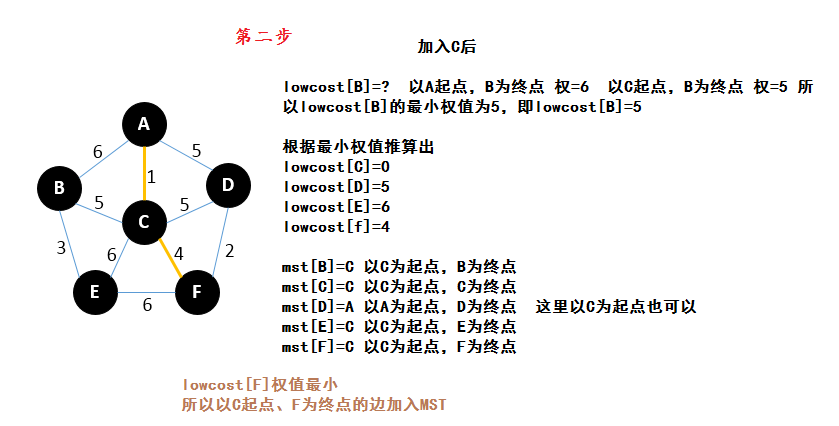 第二步
加入C后
lowcost[B]=? 以A起点，B为终点 权=6 以C起点，B为终点 权=5 所
以lowcost[B]的最小权值为5，即lowcost[B]=5
根据最小权值推算出
lowcost[C]=0
lowcost[D]=5
lowcost[E]=6
lowcost[f]=4
mst[B]=C 以C为起点，B为终点
mst[C]=C 以C为起点，C为终点
mst[D]=A 以A为起点，D为终点 这里以C为起点也可以
mst[E]=C 以C为起点，E为终点
mst[F]=C 以C为起点，F为终点
A
6
5
1
B
D
5
5
C
3
6
4
2
E
F
6
lowcost[F]权值最小
所以以C起点、F为终点的边加入MST